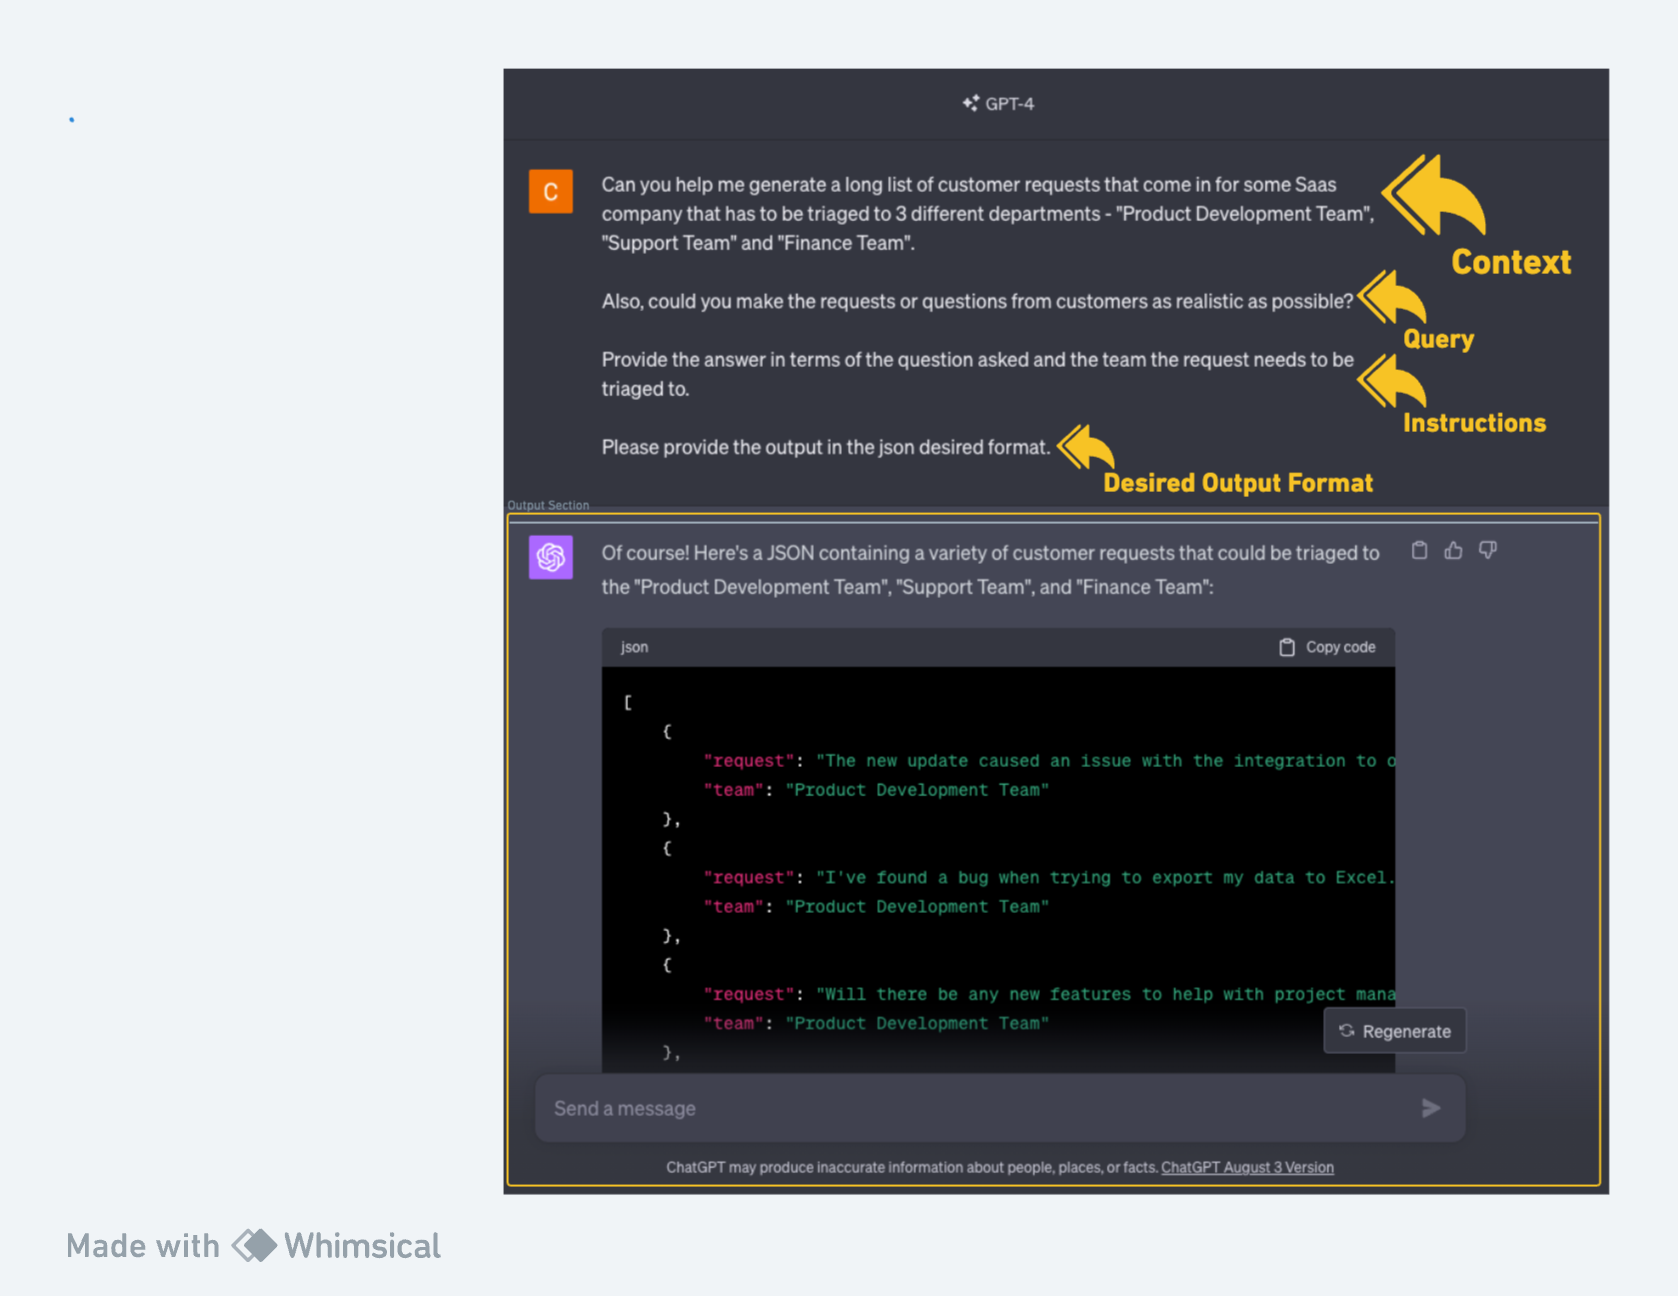 GPT-4
C
Can you help me generate a long list of customer requests that come in for some Saas
company that has to be triaged to 3 different departments - "Product Development Team",
"Support Team" and "Finance Team".
Context
Also, could you make the requests or questions from customers as realistic as possible?
Query
Provide the answer in terms of the question asked and the team the request needs to be
triaged to.
Instructions
Please provide the output in the json desired format.
Desired Output Format
Output Section
Of course! Here's a JSON containing a variety of customer requests that could be triaged to
the "Product Development Team", "Support Team", and "Finance Team":
json
Copy code
[
{
"request": "The new update caused an issue with the integration to o
"team": "Product Development Team"
},
{
"request": "I've found a bug when trying to export my data to Excel.
"team": "Product Development Team"
},
{
"request": "Will there be any new features to help with project mana
"team": "Product Development Team"
},
Regenerate
Send a message
ChatGPT may produce inaccurate information about people, places, or facts. ChatGPT August 3 Version
Made with Whimsical